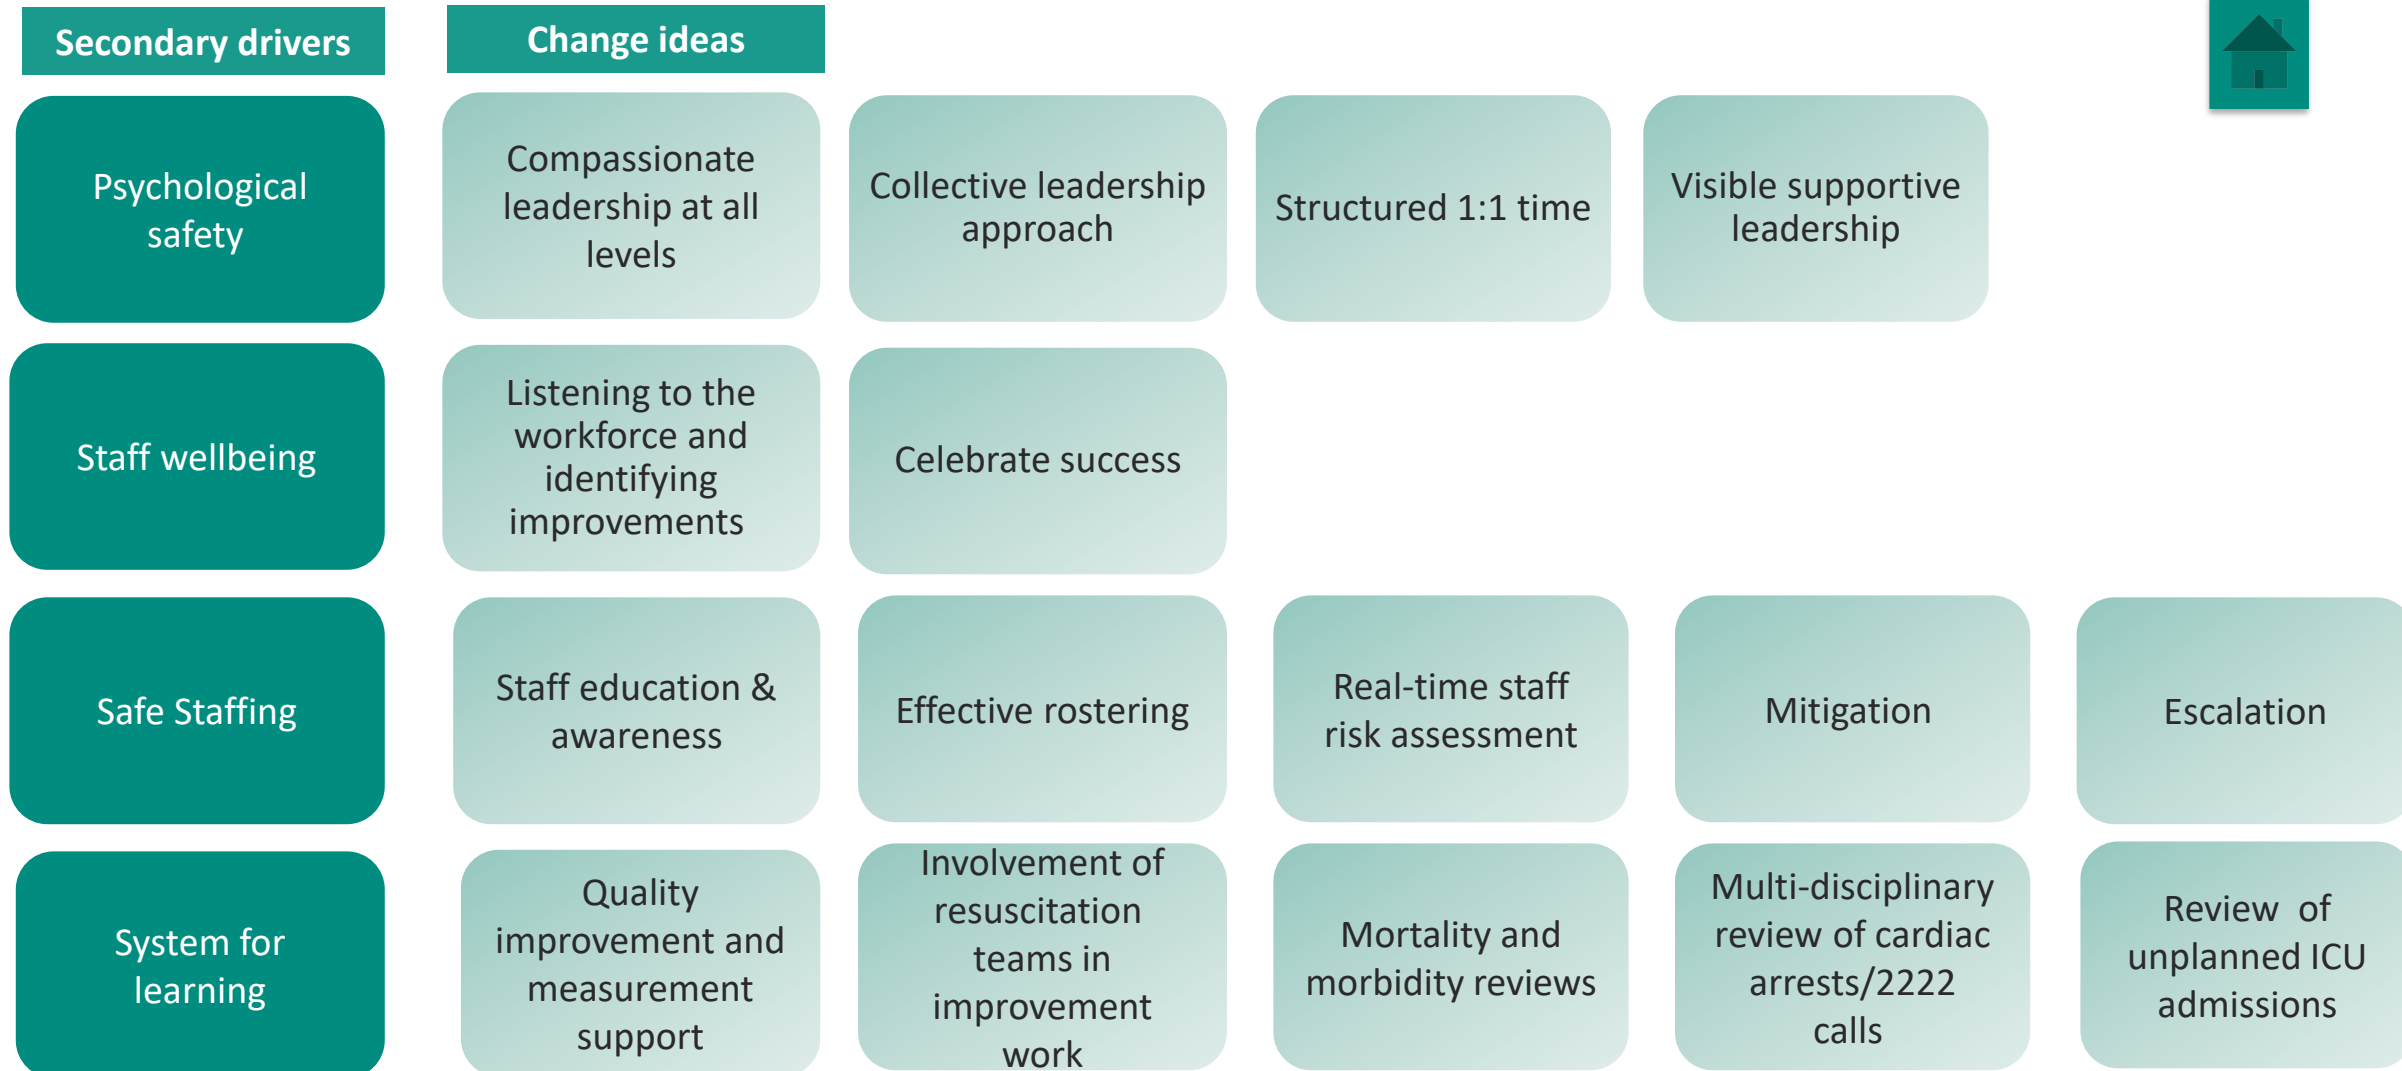 Secondary drivers
Change ideas
Psychological
safety
Compassionate
leadership at all
levels
Collective leadership
approach
Structured 1:1 time
Visible supportive
leadership
Staff wellbeing
Listening to the
workforce and
identifying
improvements
Celebrate success
Safe Staffing
Staff education &
awareness
Effective rostering
Real-time staff
risk assessment
Mitigation
Escalation
System for
learning
Quality
improvement and
measurement
support
Involvement of
resuscitation
teams in
improvement
work
Mortality and
morbidity reviews
Multi-disciplinary
review of cardiac
arrests/2222
calls
Review  of
unplanned ICU
admissions